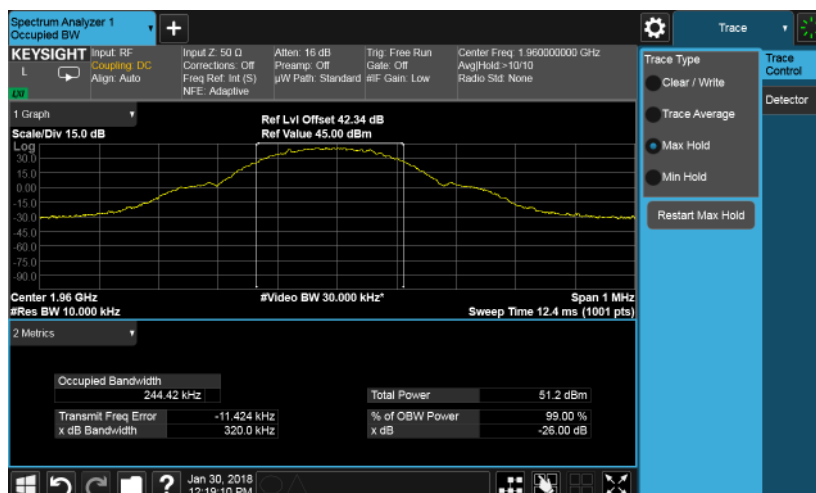 Spectrum Analyzer 1
Occupied BW
+
Trace
KEYSIGHT
L
LXI
Input: RF
Coupling: DC
Align: Auto
Input Z: 50 Ω
Corrections: Off
Freq Ref: Int (S)
NFE: Adaptive
Atten: 16 dB
Preamp: Off
µW Path: Standard
Trig: Free Run
Gate: Off
#IF Gain: Low
Center Freq: 1.960000000 GHz
Avg|Hold:>10/10
Radio Std: None
Trace Type
Clear / Write
Trace Average
Max Hold
Min Hold
Restart Max Hold
Trace
Control
Detector
1 Graph
Scale/Div 15.0 dB
Ref Lvl Offset 42.34 dB
Ref Value 45.00 dBm
Log
30.0
15.0
0.00
-15.0
-30.0
-45.0
-60.0
-75.0
-90.0
Center 1.96 GHz
#Res BW 10.000 kHz
#Video BW 30.000 kHz*
Span 1 MHz
Sweep Time 12.4 ms (1001 pts)
2 Metrics
Occupied Bandwidth
244.42 kHz
Total Power 51.2 dBm
Transmit Freq Error -11.424 kHz
% of OBW Power 99.00 %
x dB Bandwidth 320.0 kHz
x dB -26.00 dB
?
Jan 30, 2018
12:19:10 PM